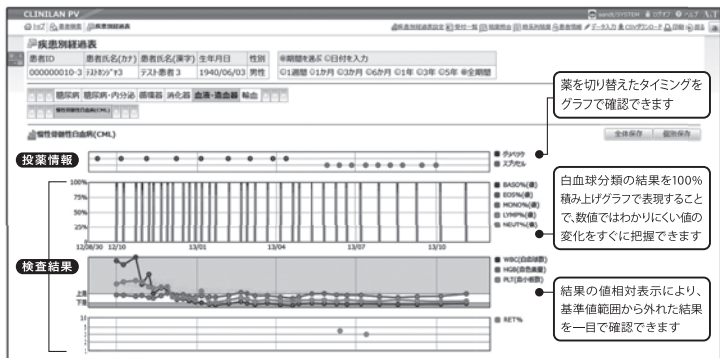 CLINILAN PV
疾患別経過表
患者ID 患者氏名(カナ) 患者氏名(漢字) 生年月日 性別 期間を選ぶ 日付を入力
000000010-3 テスト患者3 1940/06/03 男性 1週間 1か月 3か月 6か月 1年 3年 5年 全期間
糖尿病 糖尿病・内分泌 循環器 消化器 血液・造血器 輸血
慢性骨髄性白血病(CML)
慢性骨髄性白血病(CML)
全体保存 個別保存
薬を切り替えたタイミングを
グラフで確認できます
投薬情報
グリベック
スプリセル
100%
75%
50%
25%
BASO%(値)
EOS%(値)
MONO%(値)
LYMP%(値)
NEUT%(値)
12/08/30 12/10 13/01 13/04 13/07 13/10
白血球分類の結果を100%
積み上げグラフで表現すること
で、数値ではわかりにくい値の
変化をすぐに把握できます
検査結果
WBC(白血球数)
HGB(血色素量)
PLT(血小板数)
上限
下限
RET%
結果の値相対表示により、
基準値範囲から外れた結果
を一目で確認できます